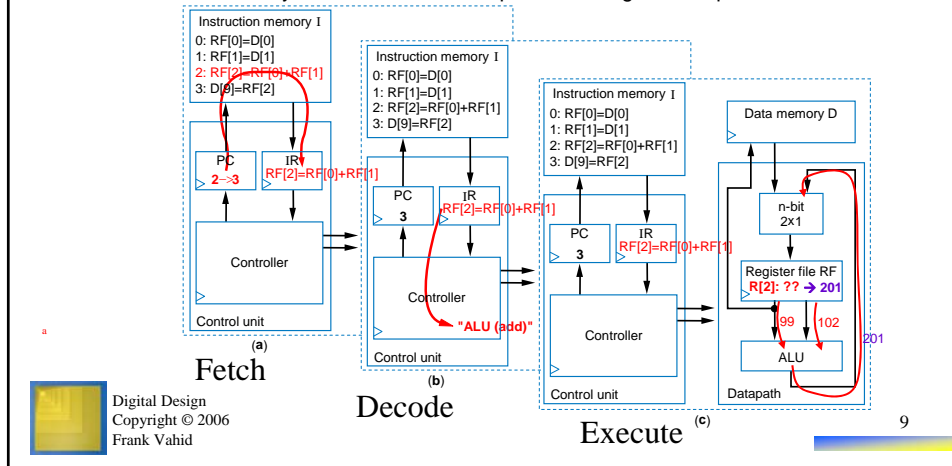 Instruction memory I
0: RF[0]=D[0]
1: RF[1]=D[1]
2: RF[2]=RF[0]+RF[1]
3: D[9]=RF[2]
PC
2->3
IR
RF[2]=RF[0]+RF[1]
Controller
Control unit
(a)
Fetch
Instruction memory I
0: RF[0]=D[0]
1: RF[1]=D[1]
2: RF[2]=RF[0]+RF[1]
3: D[9]=RF[2]
PC
3
IR
RF[2]=RF[0]+RF[1]
Controller
"ALU (add)"
Control unit
(b)
Decode
Instruction memory I
0: RF[0]=D[0]
1: RF[1]=D[1]
2: RF[2]=RF[0]+RF[1]
3: D[9]=RF[2]
PC
3
IR
RF[2]=RF[0]+RF[1]
Controller
Control unit
Data memory D
n-bit
2x1
Register file RF
R[2]: ?? → 201
99
102
201
ALU
Datapath
(c)
Execute
a
Digital Design
Copyright © 2006
Frank Vahid
9